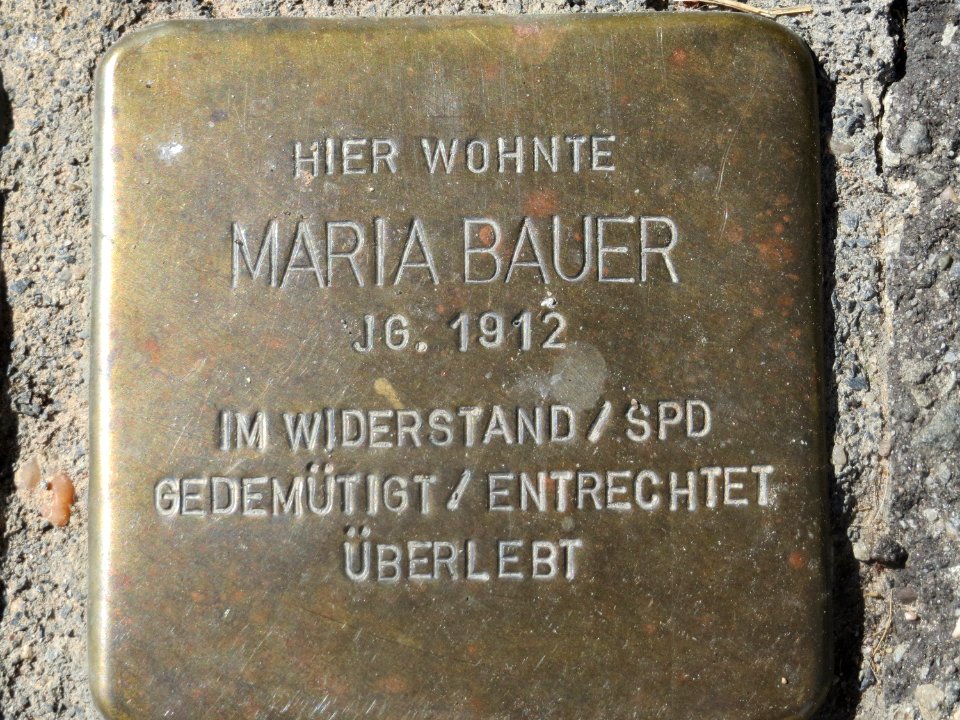 HIER WOHNTE
MARIA BAUER
JG. 1912
IM WIDERSTAND/SPD
GEDEMÜTIGT/ENTRECHTET
ÜBERLEBT